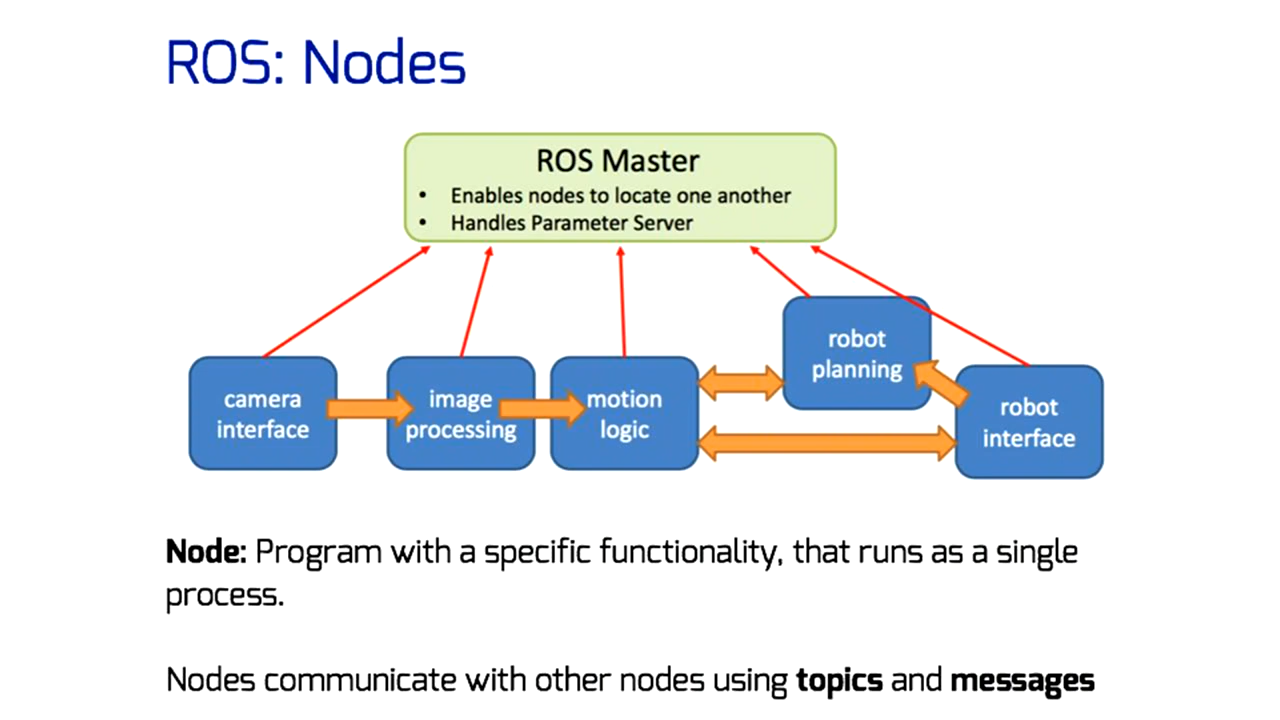 ROS: Nodes
ROS Master
• Enables nodes to locate one another
• Handles Parameter Server
camera
interface
image
processing
motion
logic
robot
planning
robot
interface
Node: Program with a specific functionality, that runs as a single
process.
Nodes communicate with other nodes using topics and messages